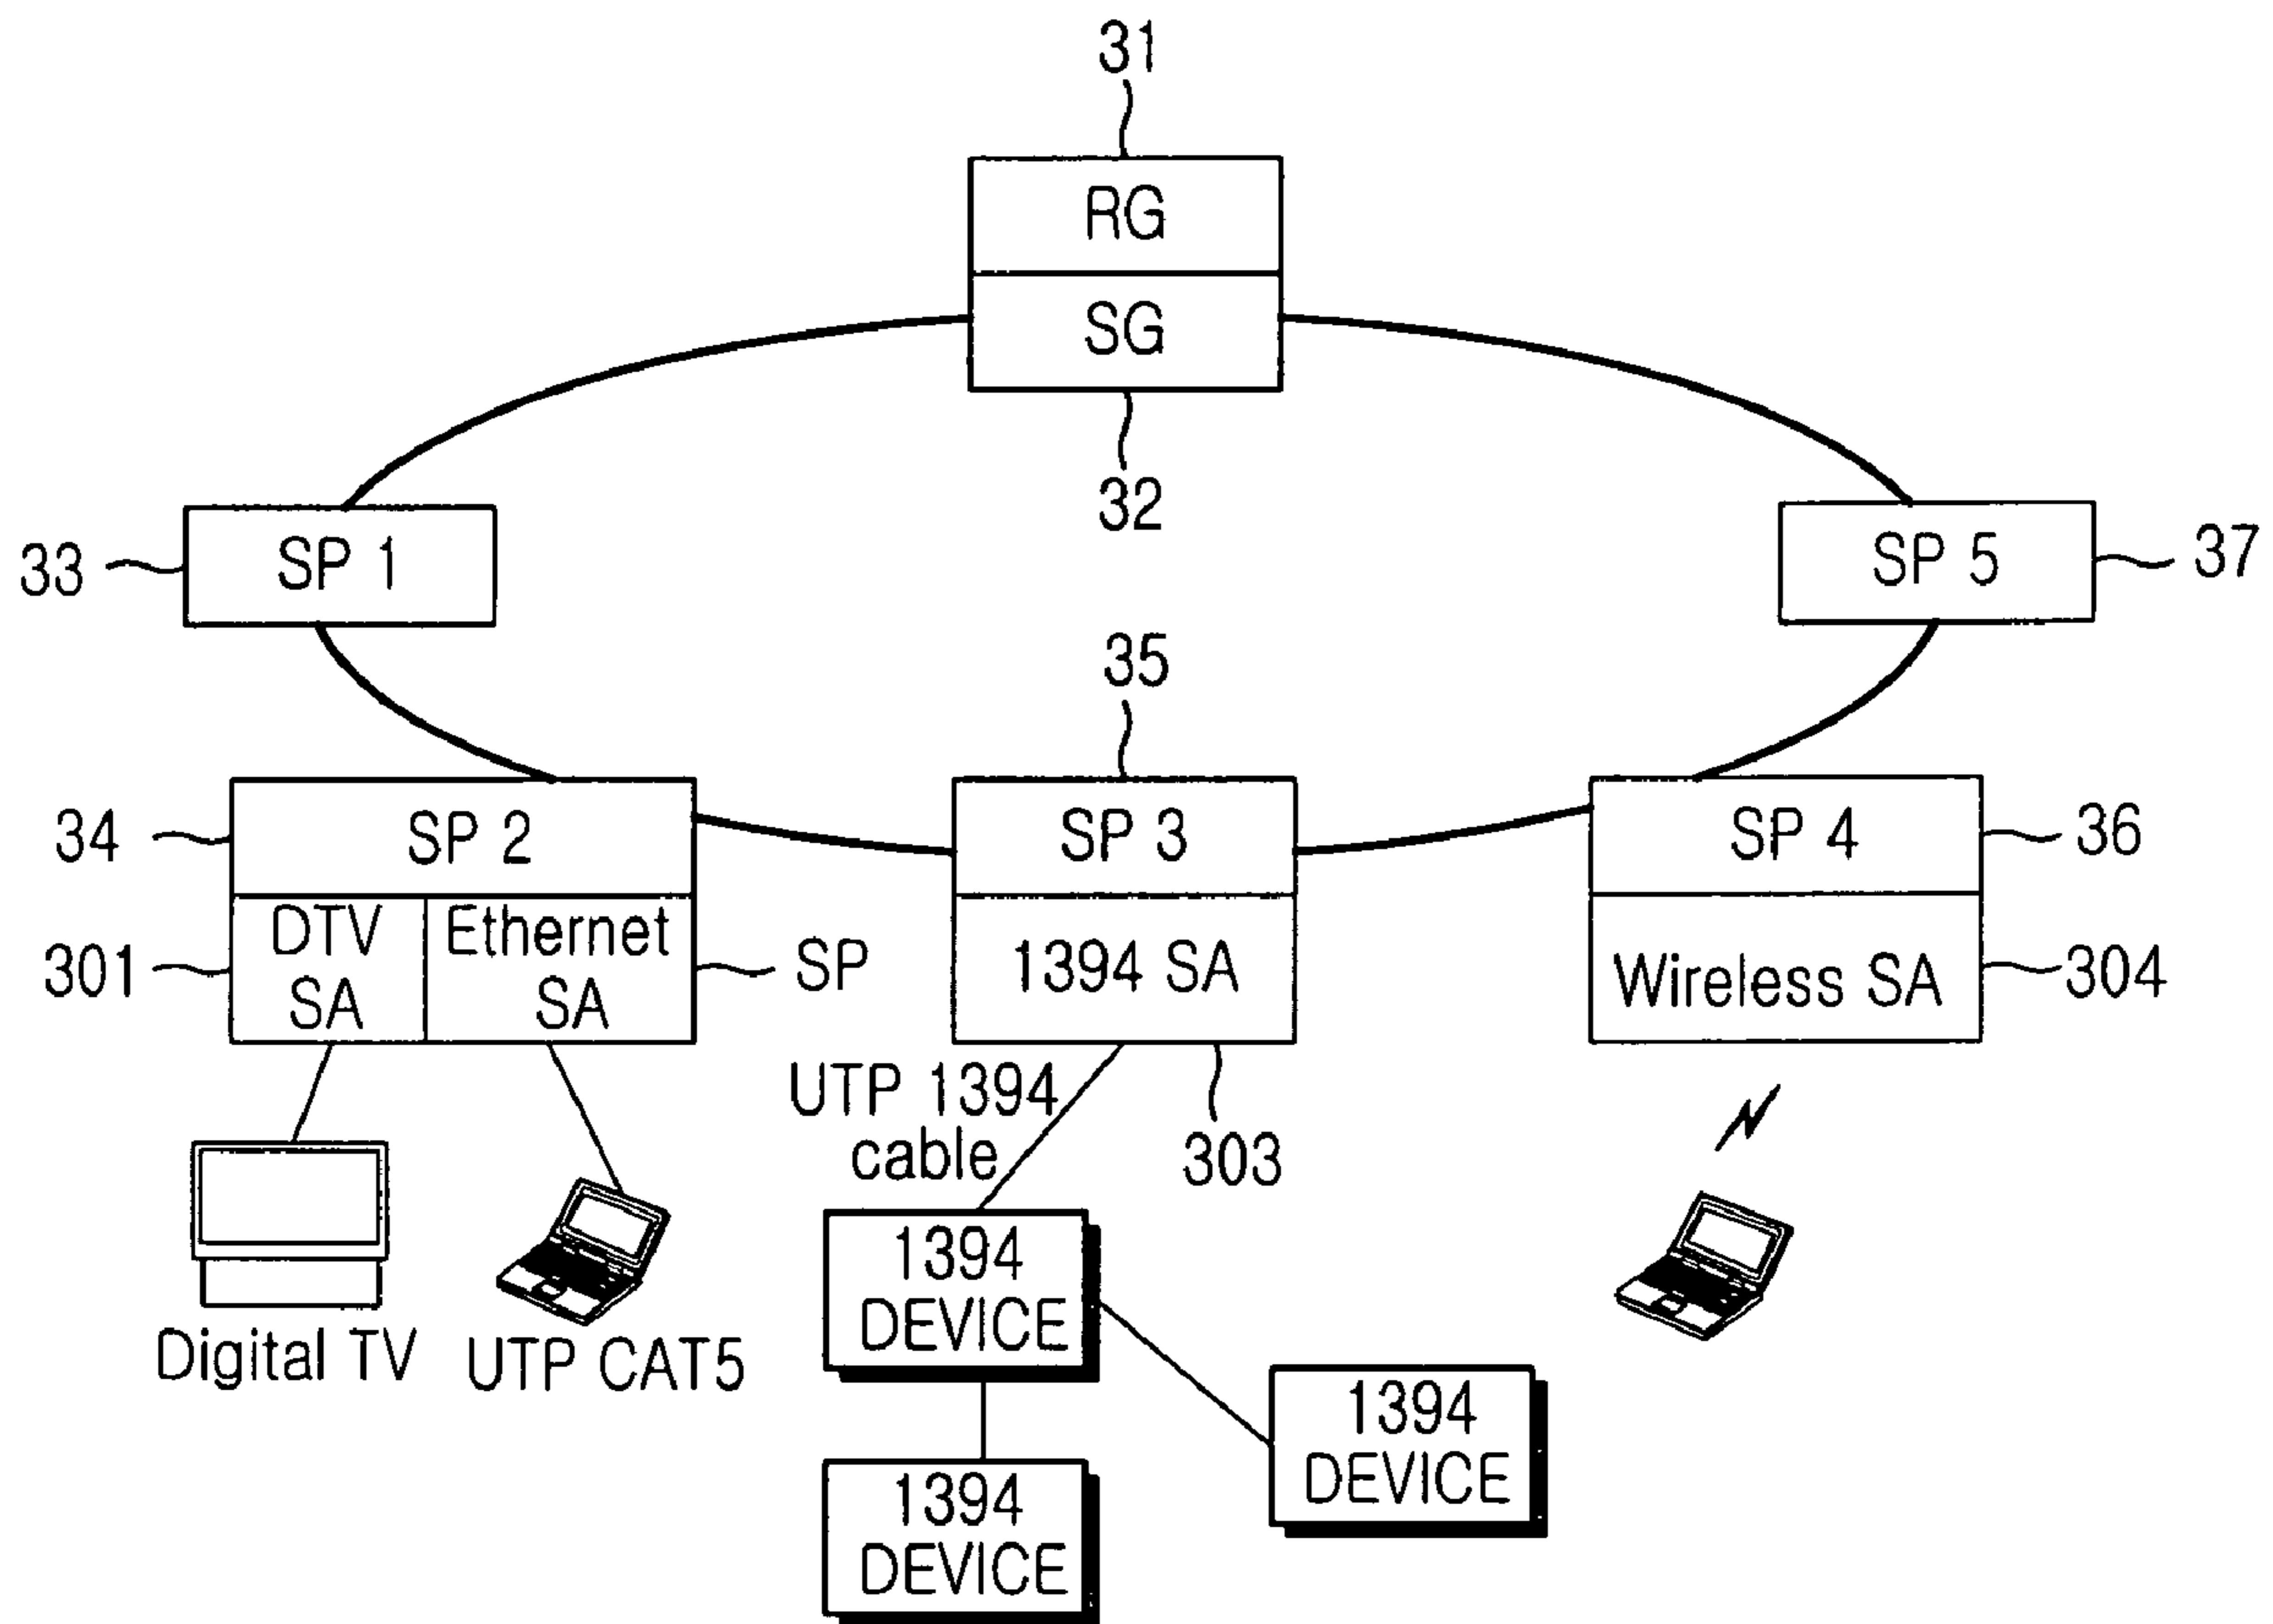 31
RG
SG
32
33
SP 1
SP 5
37
35
34
SP 2
SP 3
SP 4
36
301
DTV
SA
Ethernet
SA
SP
1394 SA
Wireless SA
304
UTP 1394
cable
303
Digital TV
UTP CAT5
1394
DEVICE
1394
DEVICE
1394
DEVICE